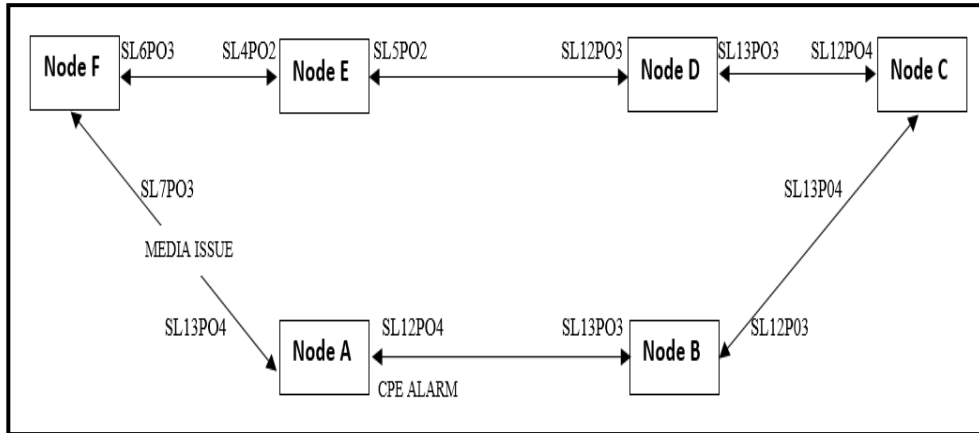 SL6PO3 SL4PO2 SL5PO2 SL12PO3 SL13PO3 SL12PO4
Node F Node E Node D Node C
SL7PO3 SL13P04
MEDIA ISSUE
SL13PO4 SL12PO4 SL13PO3 SL12P03
Node A Node B
CPE ALARM